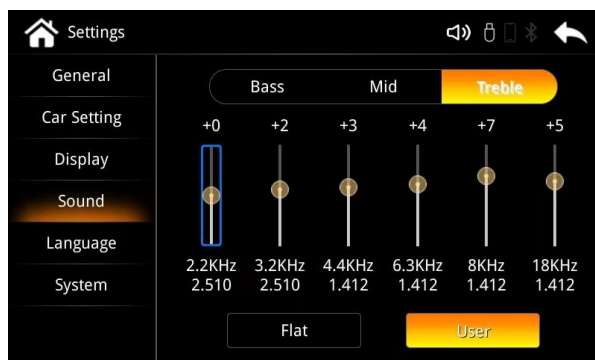 Settings
General
Car Setting
Display
Sound
Language
System
Bass Mid Treble
+0 +2 +3 +4 +7 +5
2.2KHz 3.2KHz 4.4KHz 6.3KHz 8KHz 18KHz
2.510 2.510 1.412 1.412 1.412 1.412
Flat User